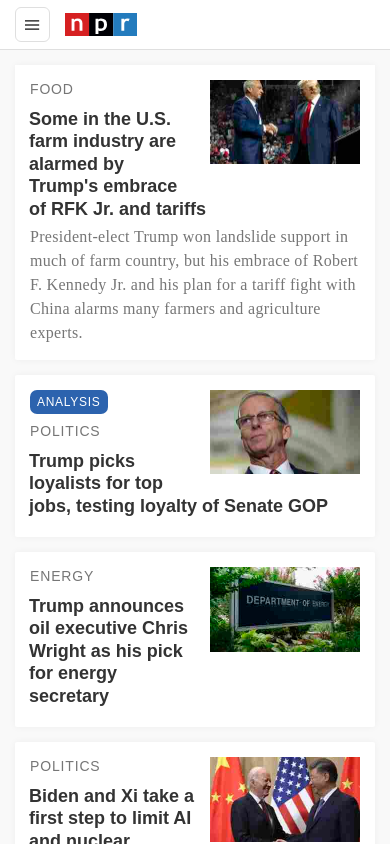 npr
FOOD
Some in the U.S.
farm industry are
alarmed by
Trump's embrace
of RFK Jr. and tariffs
President-elect Trump won landslide support in
much of farm country, but his embrace of Robert
F. Kennedy Jr. and his plan for a tariff fight with
China alarms many farmers and agriculture
experts.
ANALYSIS
POLITICS
Trump picks
loyalists for top
jobs, testing loyalty of Senate GOP
ENERGY
Trump announces
oil executive Chris
Wright as his pick
for energy
secretary
DEPARTMENT OF ENERGY
POLITICS
Biden and Xi take a
first step to limit AI
and nuclear